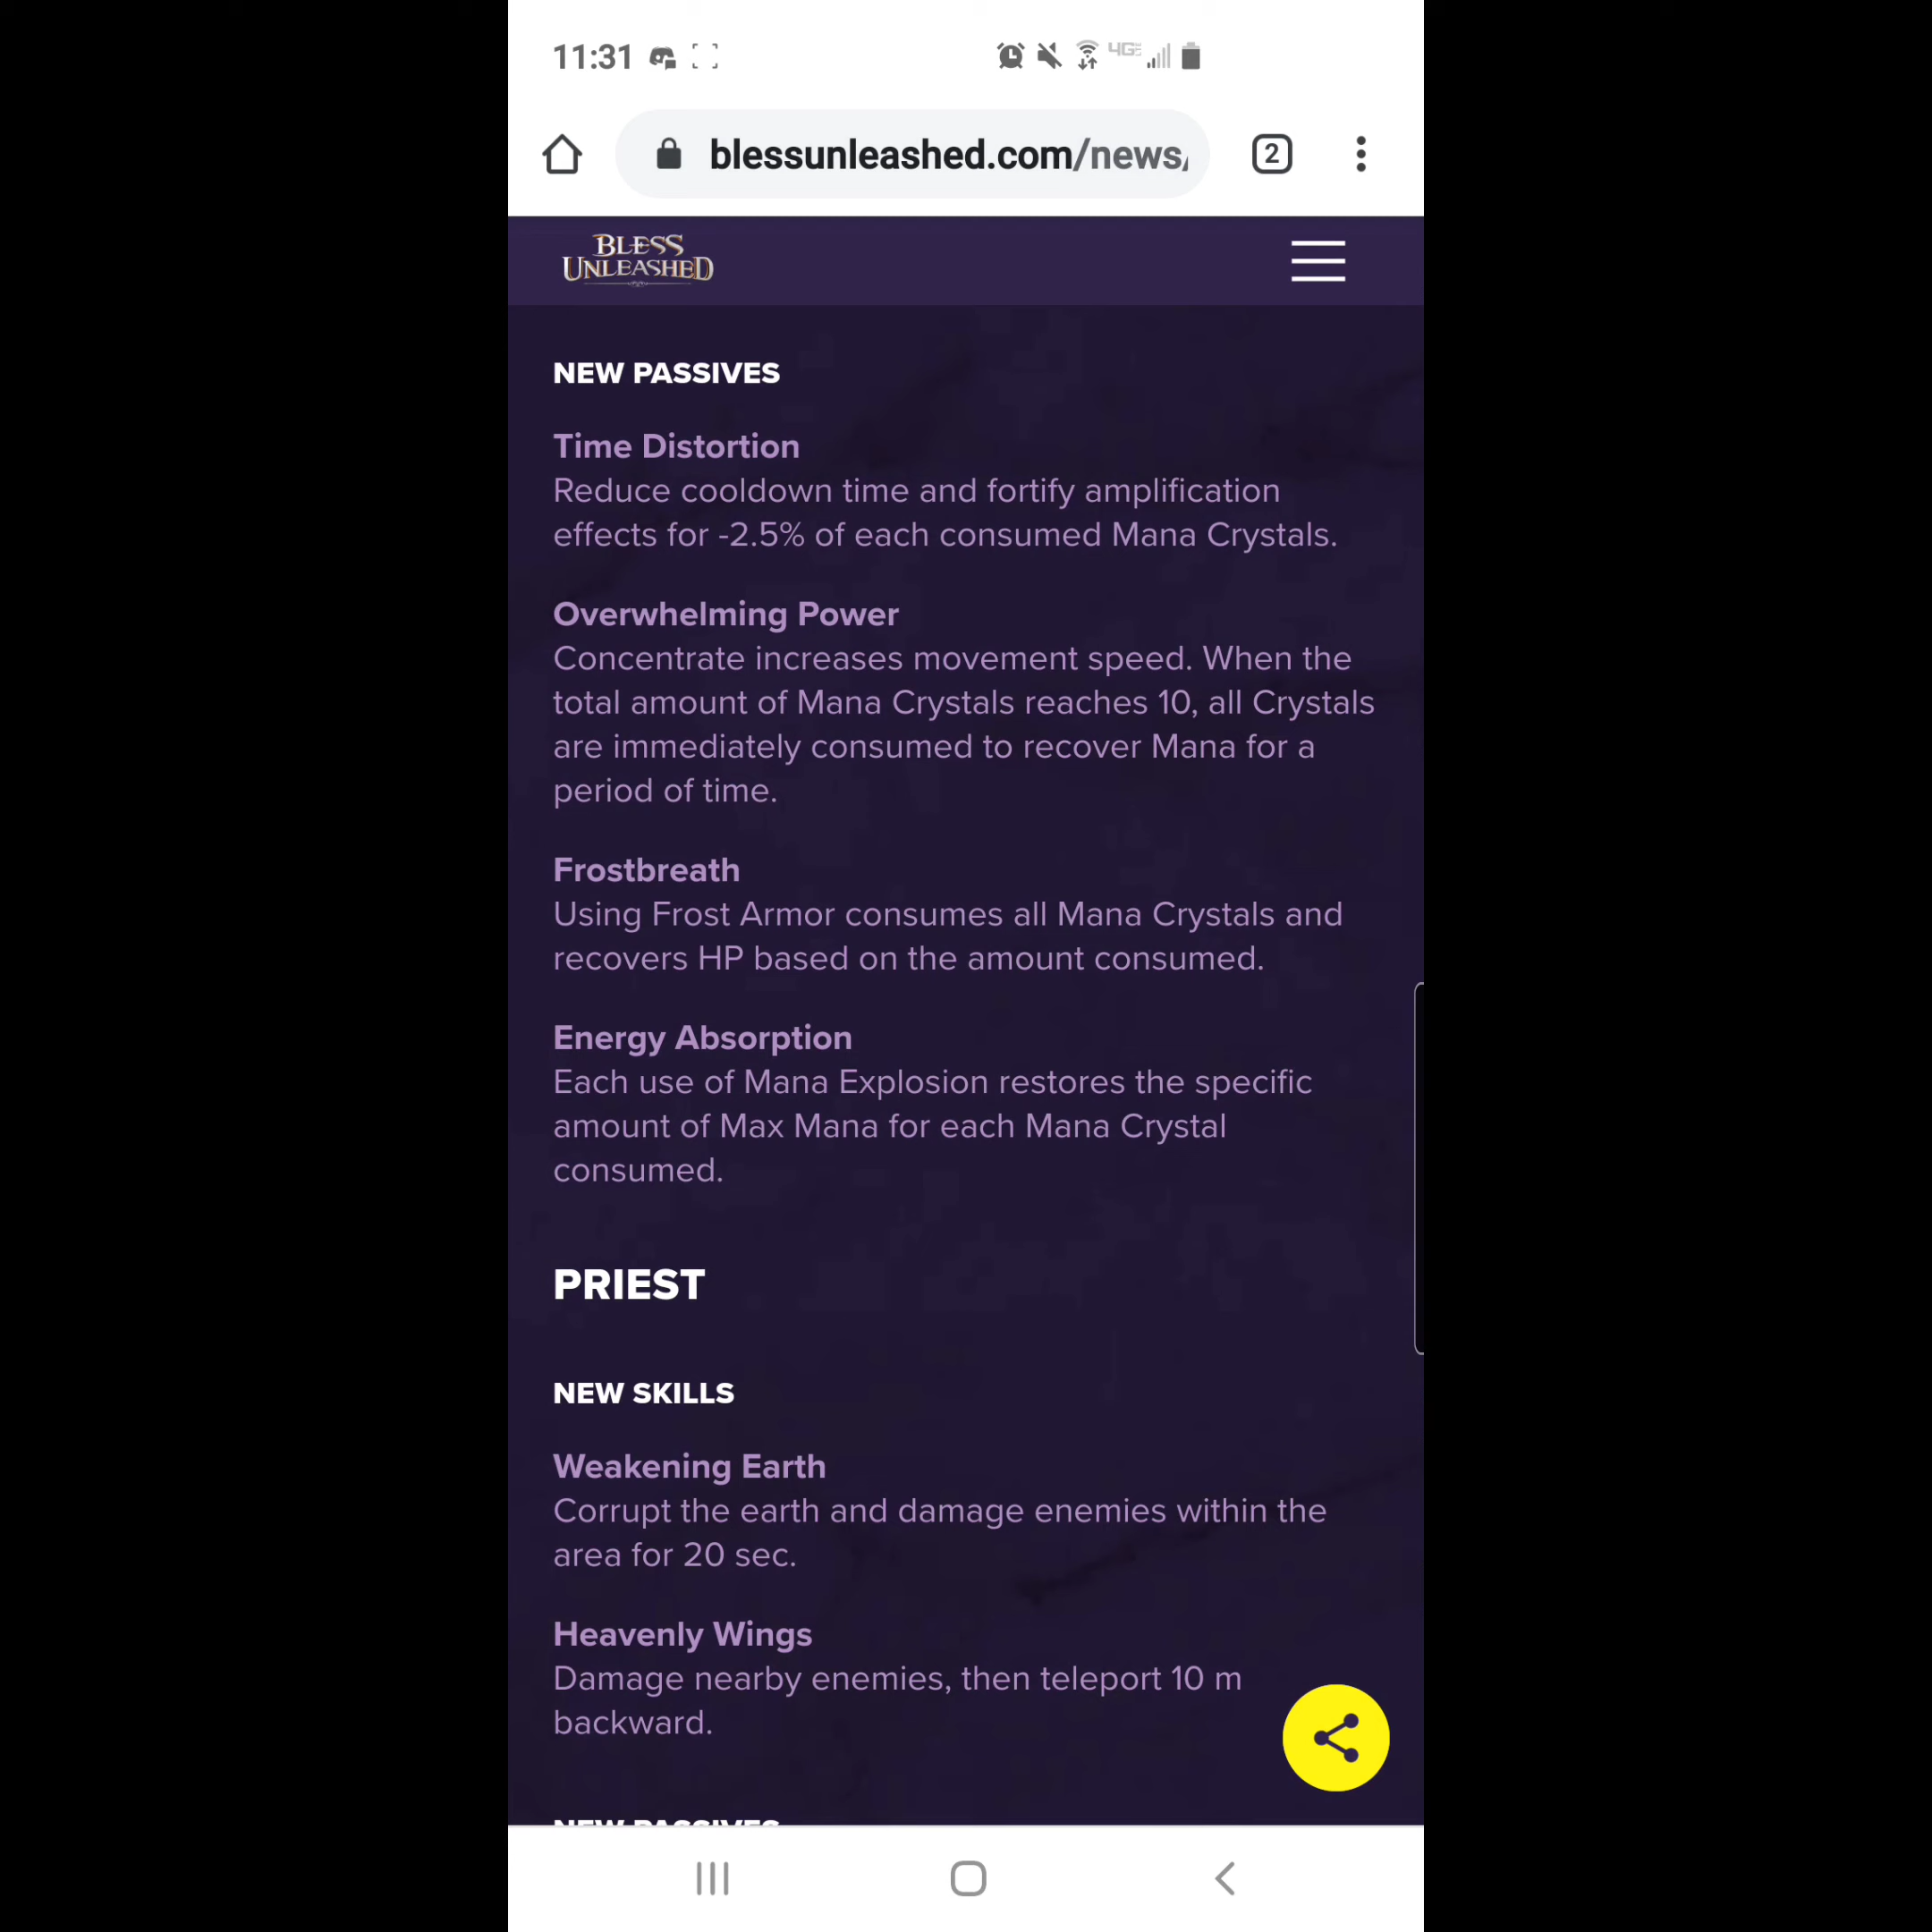 11:31
4GE
blessunleashed.com/news/
2
BLESS
UNLEASHED
NEW PASSIVES
Time Distortion
Reduce cooldown time and fortify amplification
effects for -2.5% of each consumed Mana Crystals.
Overwhelming Power
Concentrate increases movement speed. When the
total amount of Mana Crystals reaches 10, all Crystals
are immediately consumed to recover Mana for a
period of time.
Frostbreath
Using Frost Armor consumes all Mana Crystals and
recovers HP based on the amount consumed.
Energy Absorption
Each use of Mana Explosion restores the specific
amount of Max Mana for each Mana Crystal
consumed.
PRIEST
NEW SKILLS
Weakening Earth
Corrupt the earth and damage enemies within the
area for 20 sec.
Heavenly Wings
Damage nearby enemies, then teleport 10 m
backward.
NEW PASSIVES